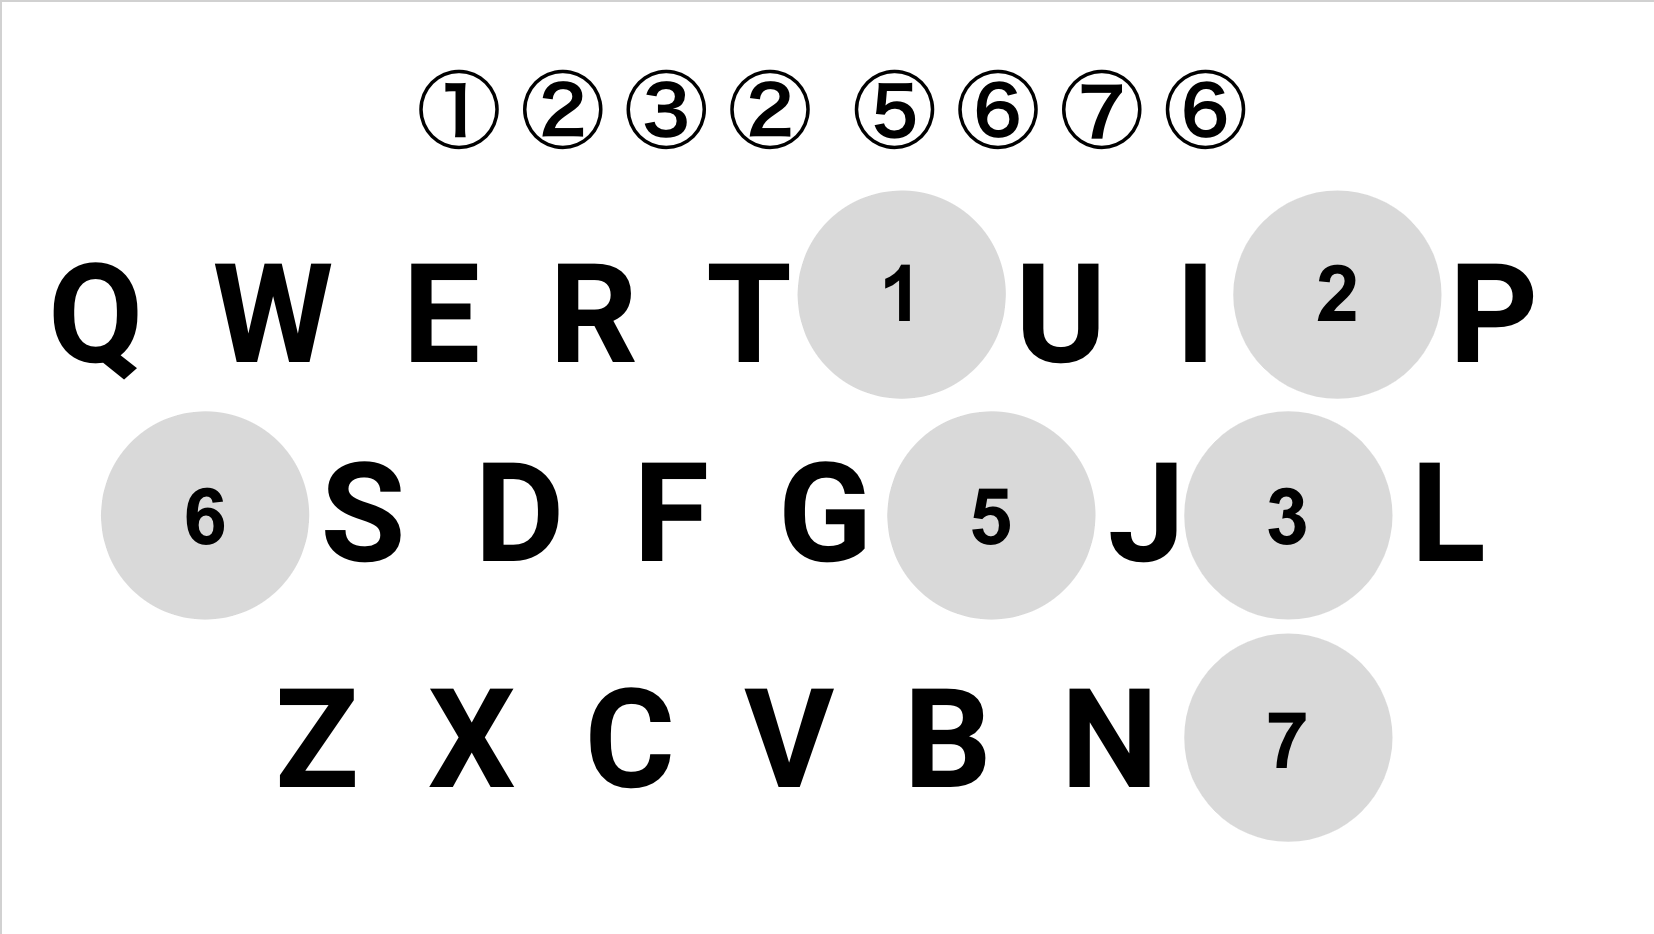 ①②③② ⑤⑥⑦⑥
Q W E R T 1 U I 2 P
6 S D F G 5 J 3 L
Z X C V B N 7